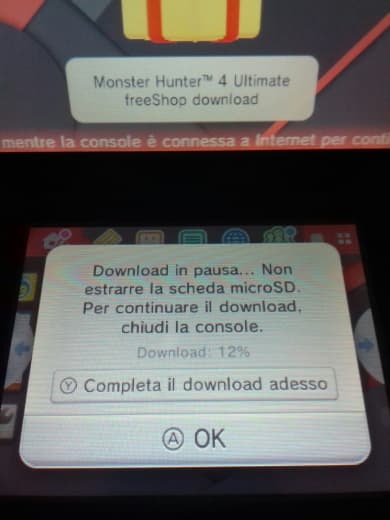 Monster Hunter™ 4 Ultimate
freeShop download
mentre la console è connessa a Internet per conti
Download in pausa... Non
estrarre la scheda microSD.
Per continuare il download,
chiudi la console.
Download: 12%
Ⓨ Completa il download adesso
Ⓐ OK